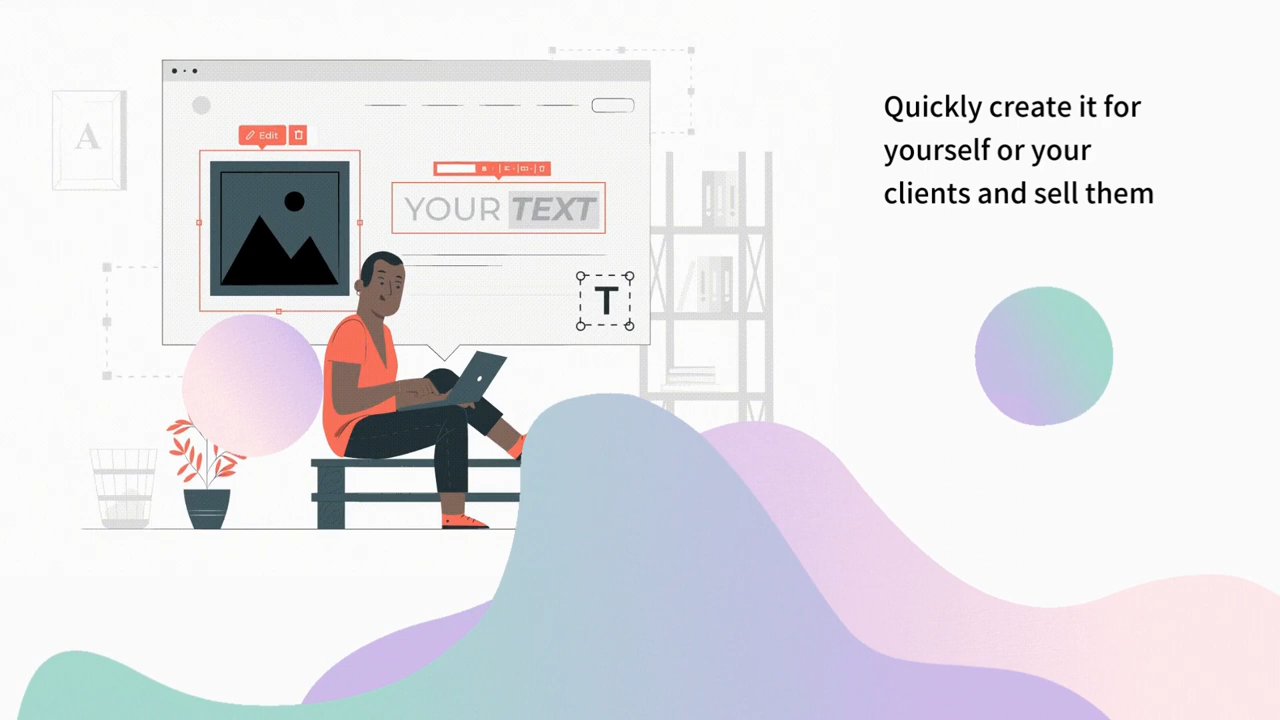 Quickly create it for
yourself or your
clients and sell them
A
Edit
YOUR TEXT
T